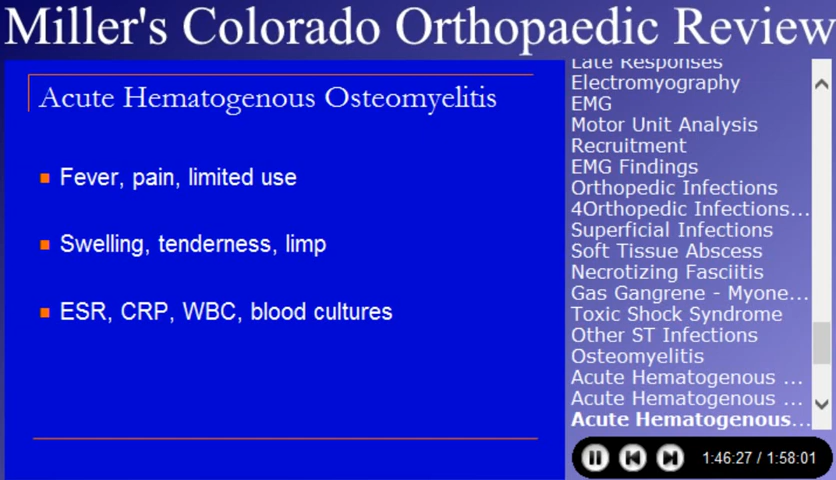 Miller's Colorado Orthopaedic Review
Acute Hematogenous Osteomyelitis
Fever, pain, limited use
Swelling, tenderness, limp
ESR, CRP, WBC, blood cultures
Late Responses
Electromyography
EMG
Motor Unit Analysis
Recruitment
EMG Findings
Orthopedic Infections
4Orthopedic Infections...
Superficial Infections
Soft Tissue Abscess
Necrotizing Fasciitis
Gas Gangrene - Myone...
Toxic Shock Syndrome
Other ST Infections
Osteomyelitis
Acute Hematogenous ...
Acute Hematogenous ...
Acute Hematogenous...
1:46:27 / 1:58:01